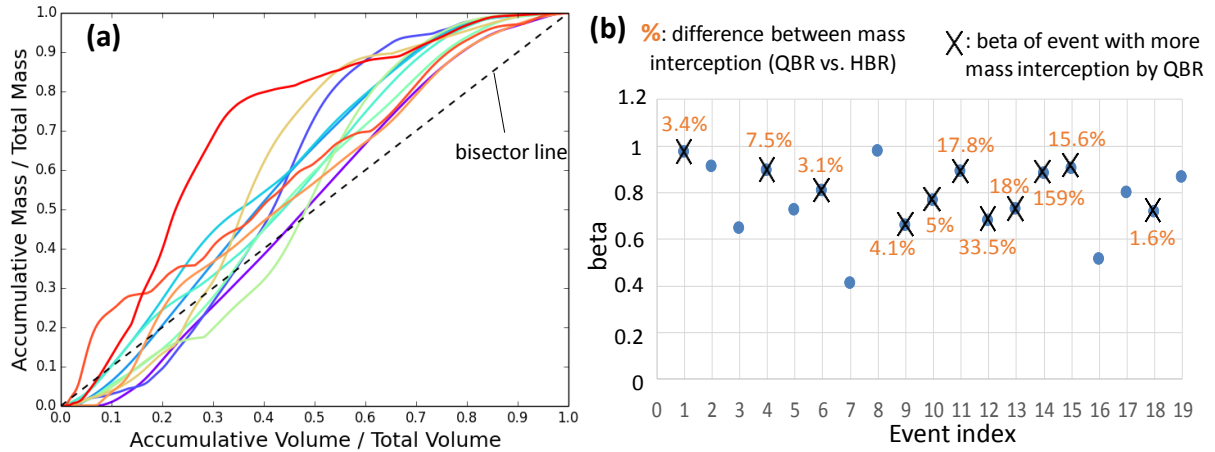 (a)
1.0
0.9
0.8
0.7
0.6
0.5
0.4
0.3
0.2
0.1
0.0
Accumulative Mass / Total Mass
bisector line
0.0 0.1 0.2 0.3 0.4 0.5 0.6 0.7 0.8 0.9 1.0
Accumulative Volume / Total Volume
(b)
%: difference between mass
interception (QBR vs. HBR)
X: beta of event with more
mass interception by QBR
1.2
1
0.8
0.6
0.4
0.2
0
beta
3.4%
7.5%
3.1%
4.1%
5%
17.8%
33.5%
18%
159%
15.6%
1.6%
0 1 2 3 4 5 6 7 8 9 10 11 12 13 14 15 16 17 18 19
Event index